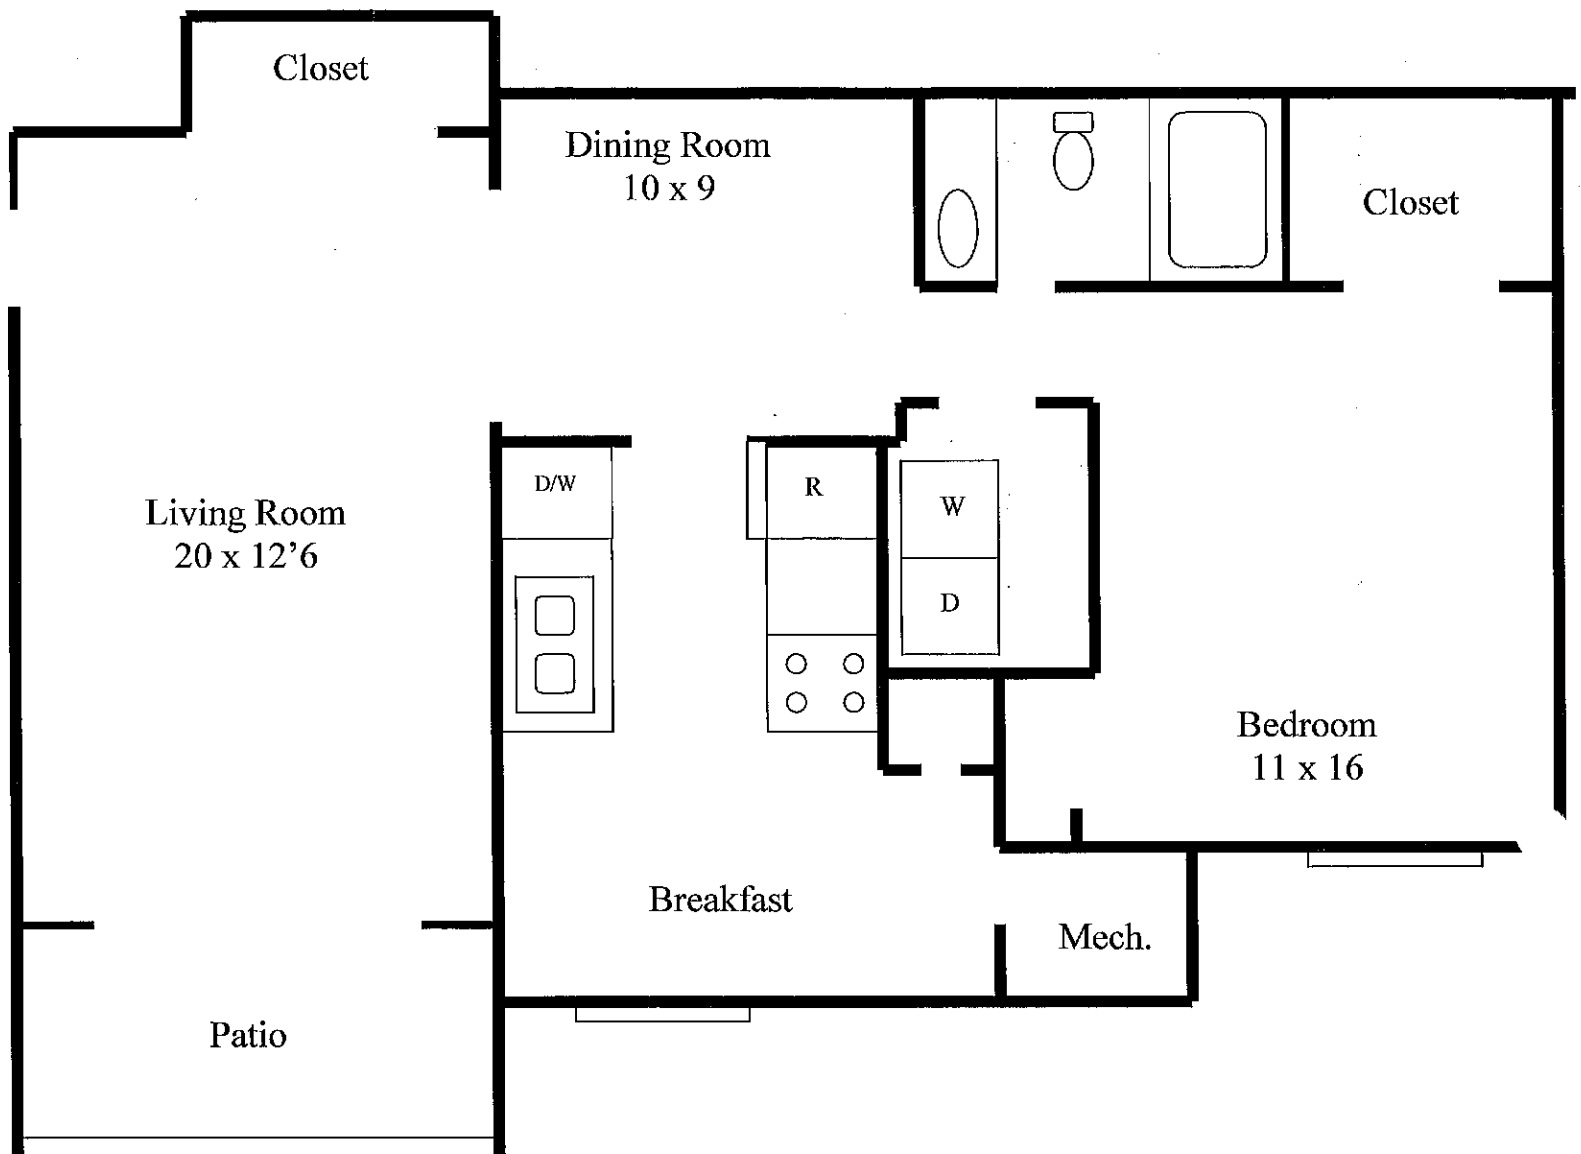 Closet
Dining Room
10 x 9
Closet
D/W
R
W
Living Room
20 x 12’6
D
Bedroom
11 x 16
Breakfast
Mech.
Patio